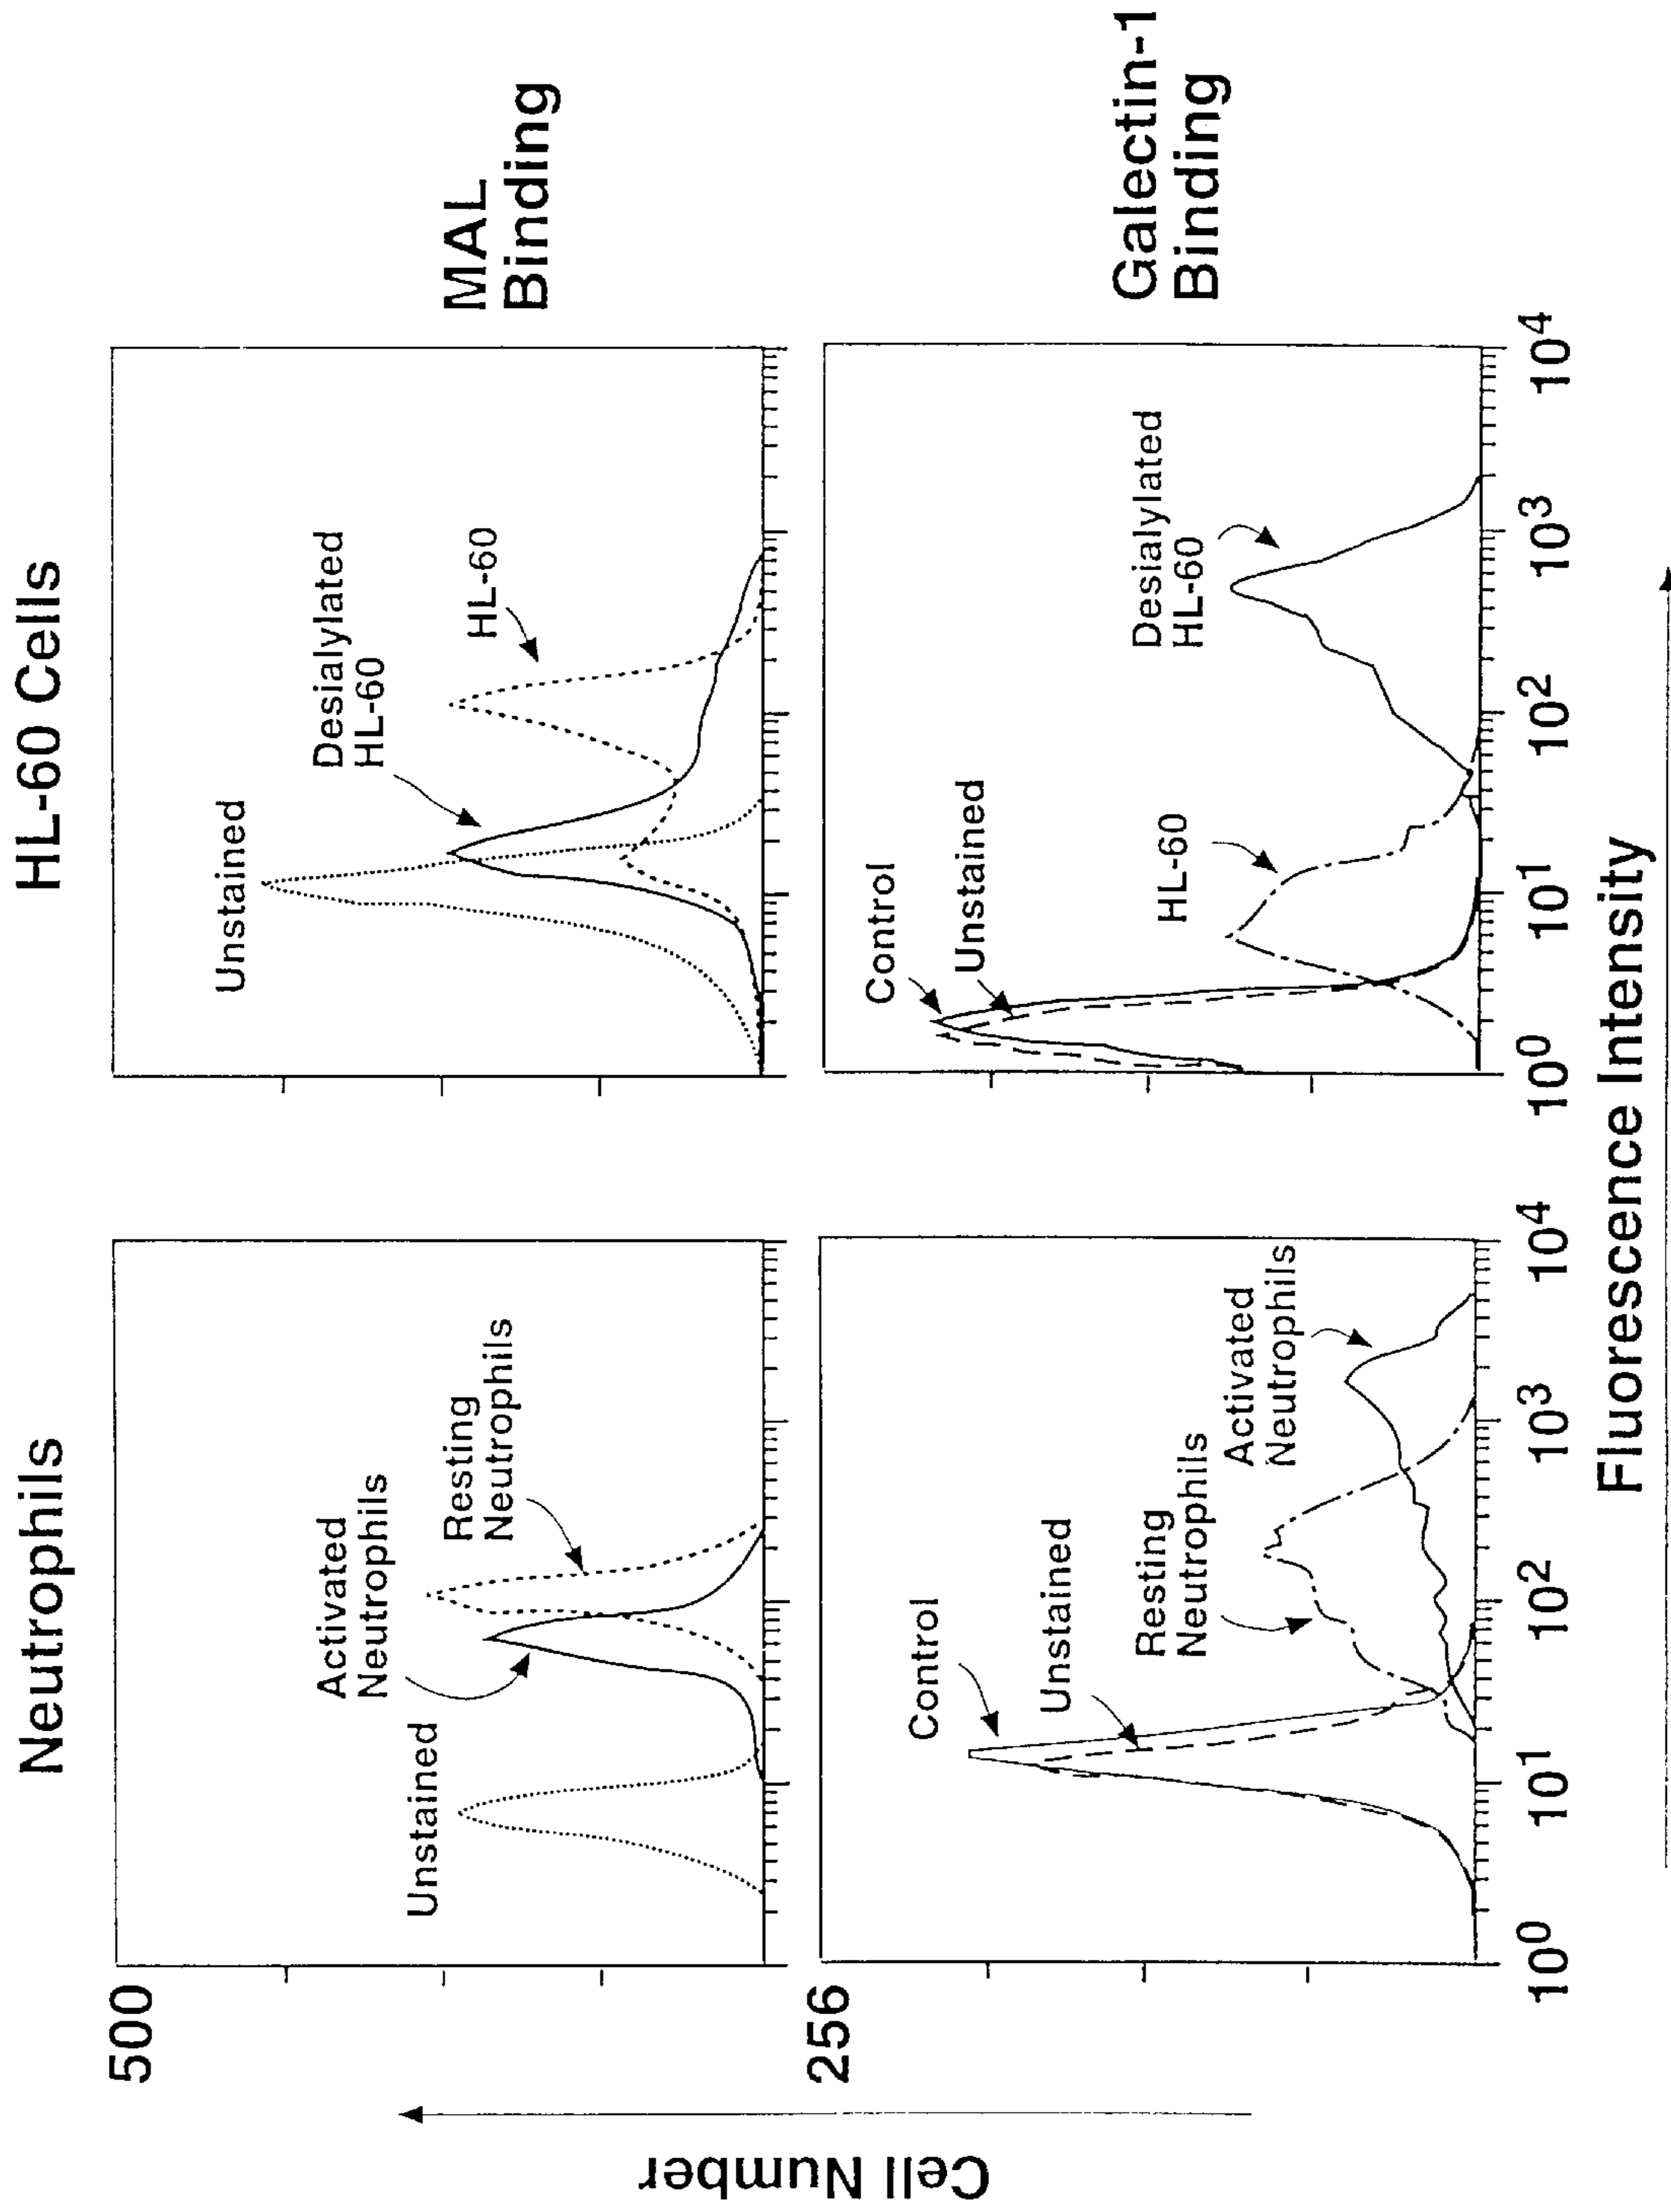 Neutrophils
HL-60 Cells
500
Unstained
Activated
Neutrophils
Resting
Neutrophils
Unstained
Desialylated
HL-60
HL-60
MAL
Binding
256
Control
Unstained
Resting
Neutrophils
Activated
Neutrophils
Control
Unstained
HL-60
Desialylated
HL-60
Galectin-1
Binding
10⁰ 10¹ 10² 10³ 10⁴
10⁰ 10¹ 10² 10³ 10⁴
Cell Number
Fluorescence Intensity